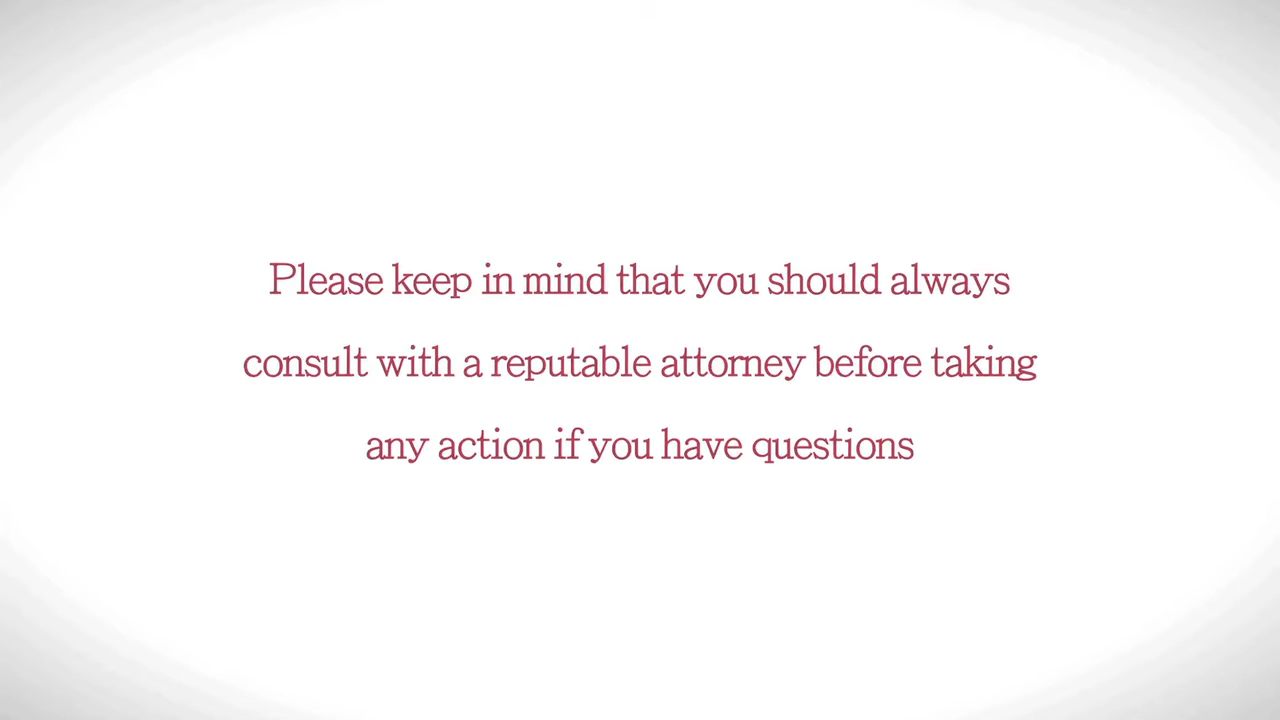 Please keep in mind that you should always
consult with a reputable attorney before taking
any action if you have questions